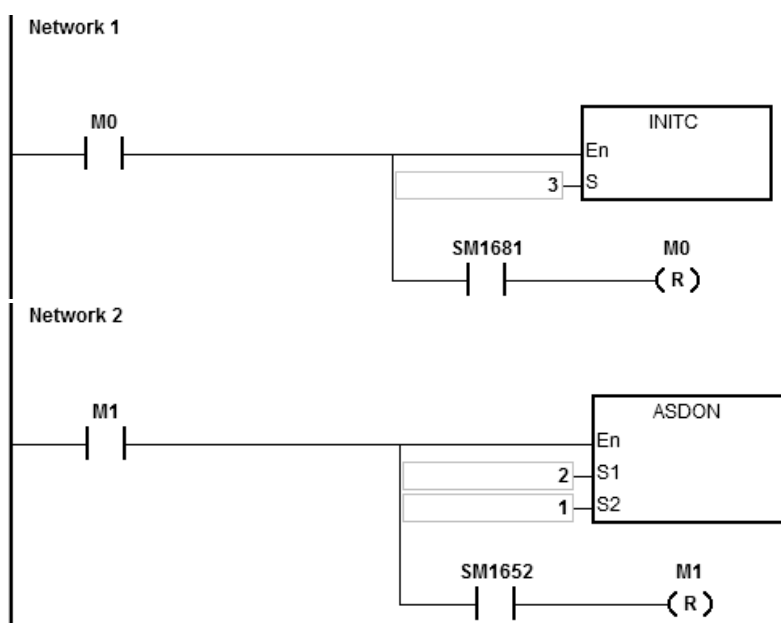 Network 1
M0
INITC
En
3 S
SM1681 M0
R
Network 2
M1
ASDON
En
2 S1
1 S2
SM1652 M1
R